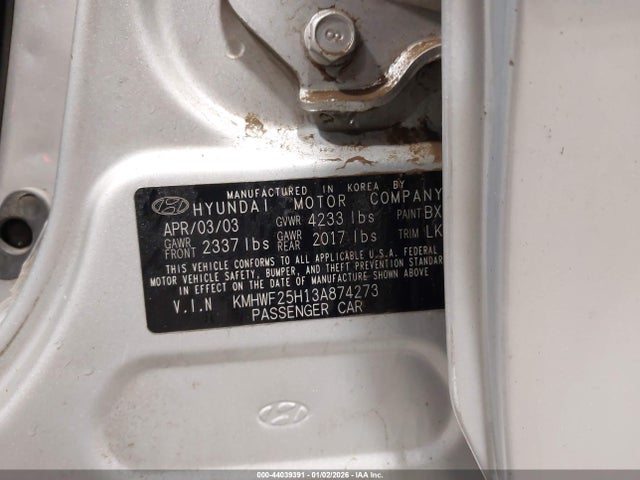 8
MANUFACTURED IN KOREA BY
HYUNDAI MOTOR COMPANY
APR/03/03 GVWR 4233 lbs PAINT BX
GAWR FRONT 2337 lbs GAWR REAR 2017 lbs TRIM LK
THIS VEHICLE CONFORMS TO ALL APPLICABLE U.S.A. FEDERAL
MOTOR VEHICLE SAFETY, BUMPER, AND THEFT PREVENTION STANDAR
IN EFFECT ON THE DATE OF MANUFACTURE SHOWN ABOVE
V.I.N KMHWF25H13A874273
PASSENGER CAR
000-44039391 - 01/02/2026 - IAA Inc.